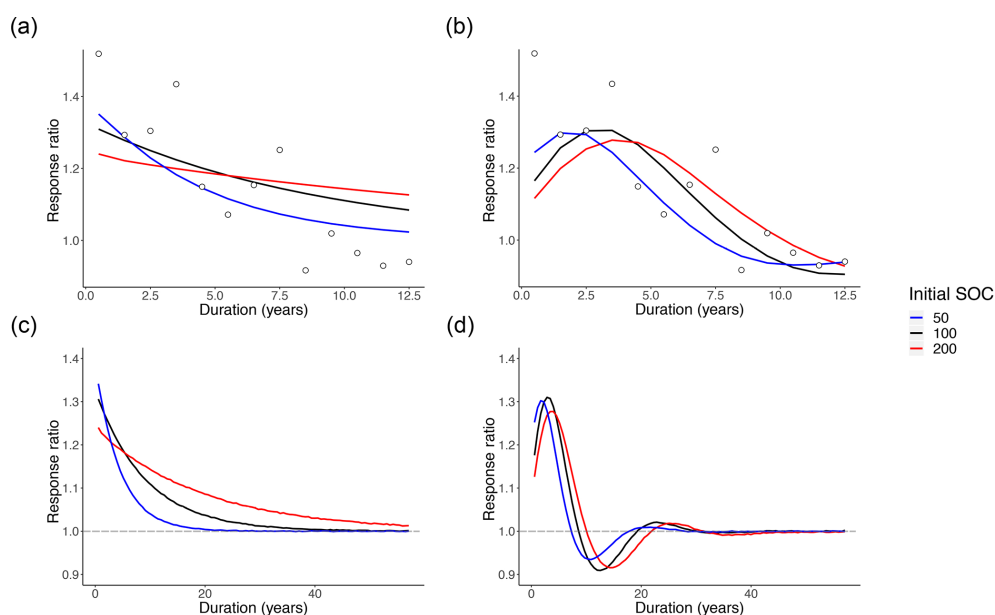 (a)
Response ratio
1.4
1.2
1.0
0.0 2.5 5.0 7.5 10.0 12.5
Duration (years)
(b)
Response ratio
1.4
1.2
1.0
0.0 2.5 5.0 7.5 10.0 12.5
Duration (years)
Initial SOC
50
100
200
(c)
Response ratio
1.4
1.3
1.2
1.1
1.0
0.9
0 20 40
Duration (years)
(d)
Response ratio
1.4
1.3
1.2
1.1
1.0
0.9
0 20 40
Duration (years)